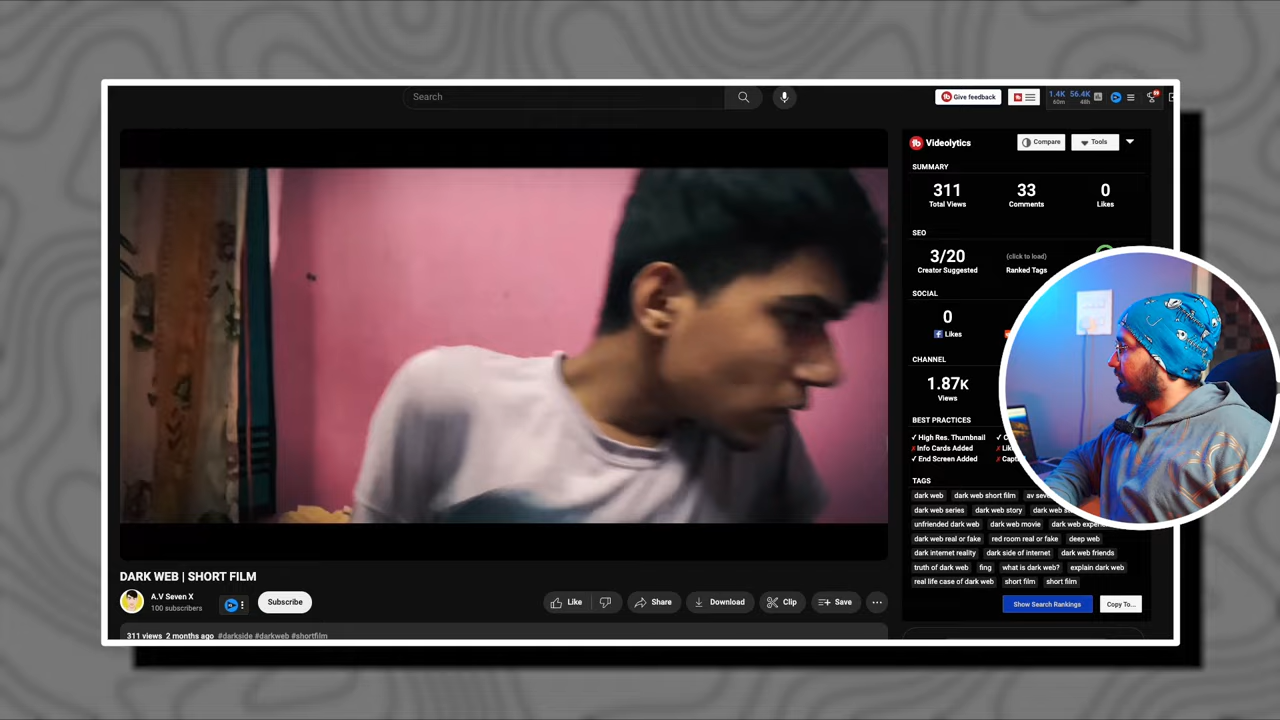 Search
Give feedback
1.4K 56.4K
60m 48h
Videolytics
Compare
Tools
SUMMARY
311 33 0
Total Views Comments Likes
SEO
3/20 (click to load)
Creator Suggested Ranked Tags
SOCIAL
0
Likes
CHANNEL
1.87K
Views
BEST PRACTICES
✓ High Res. Thumbnail
Info Cards Added
✓ End Screen Added
TAGS
dark web dark web short film
dark web series dark web story
unfriended dark web dark web movie
dark web real or fake red room real or fake deep web
dark internet reality dark side of internet dark web friends
truth of dark web fing what is dark web? explain dark web
real life case of dark web short film short film
Show Search Rankings Copy To...
DARK WEB | SHORT FILM
A.V Seven X
100 subscribers
Subscribe
Like Share Download Clip Save
311 views 2 months ago #darkside #darkweb #shortfilm